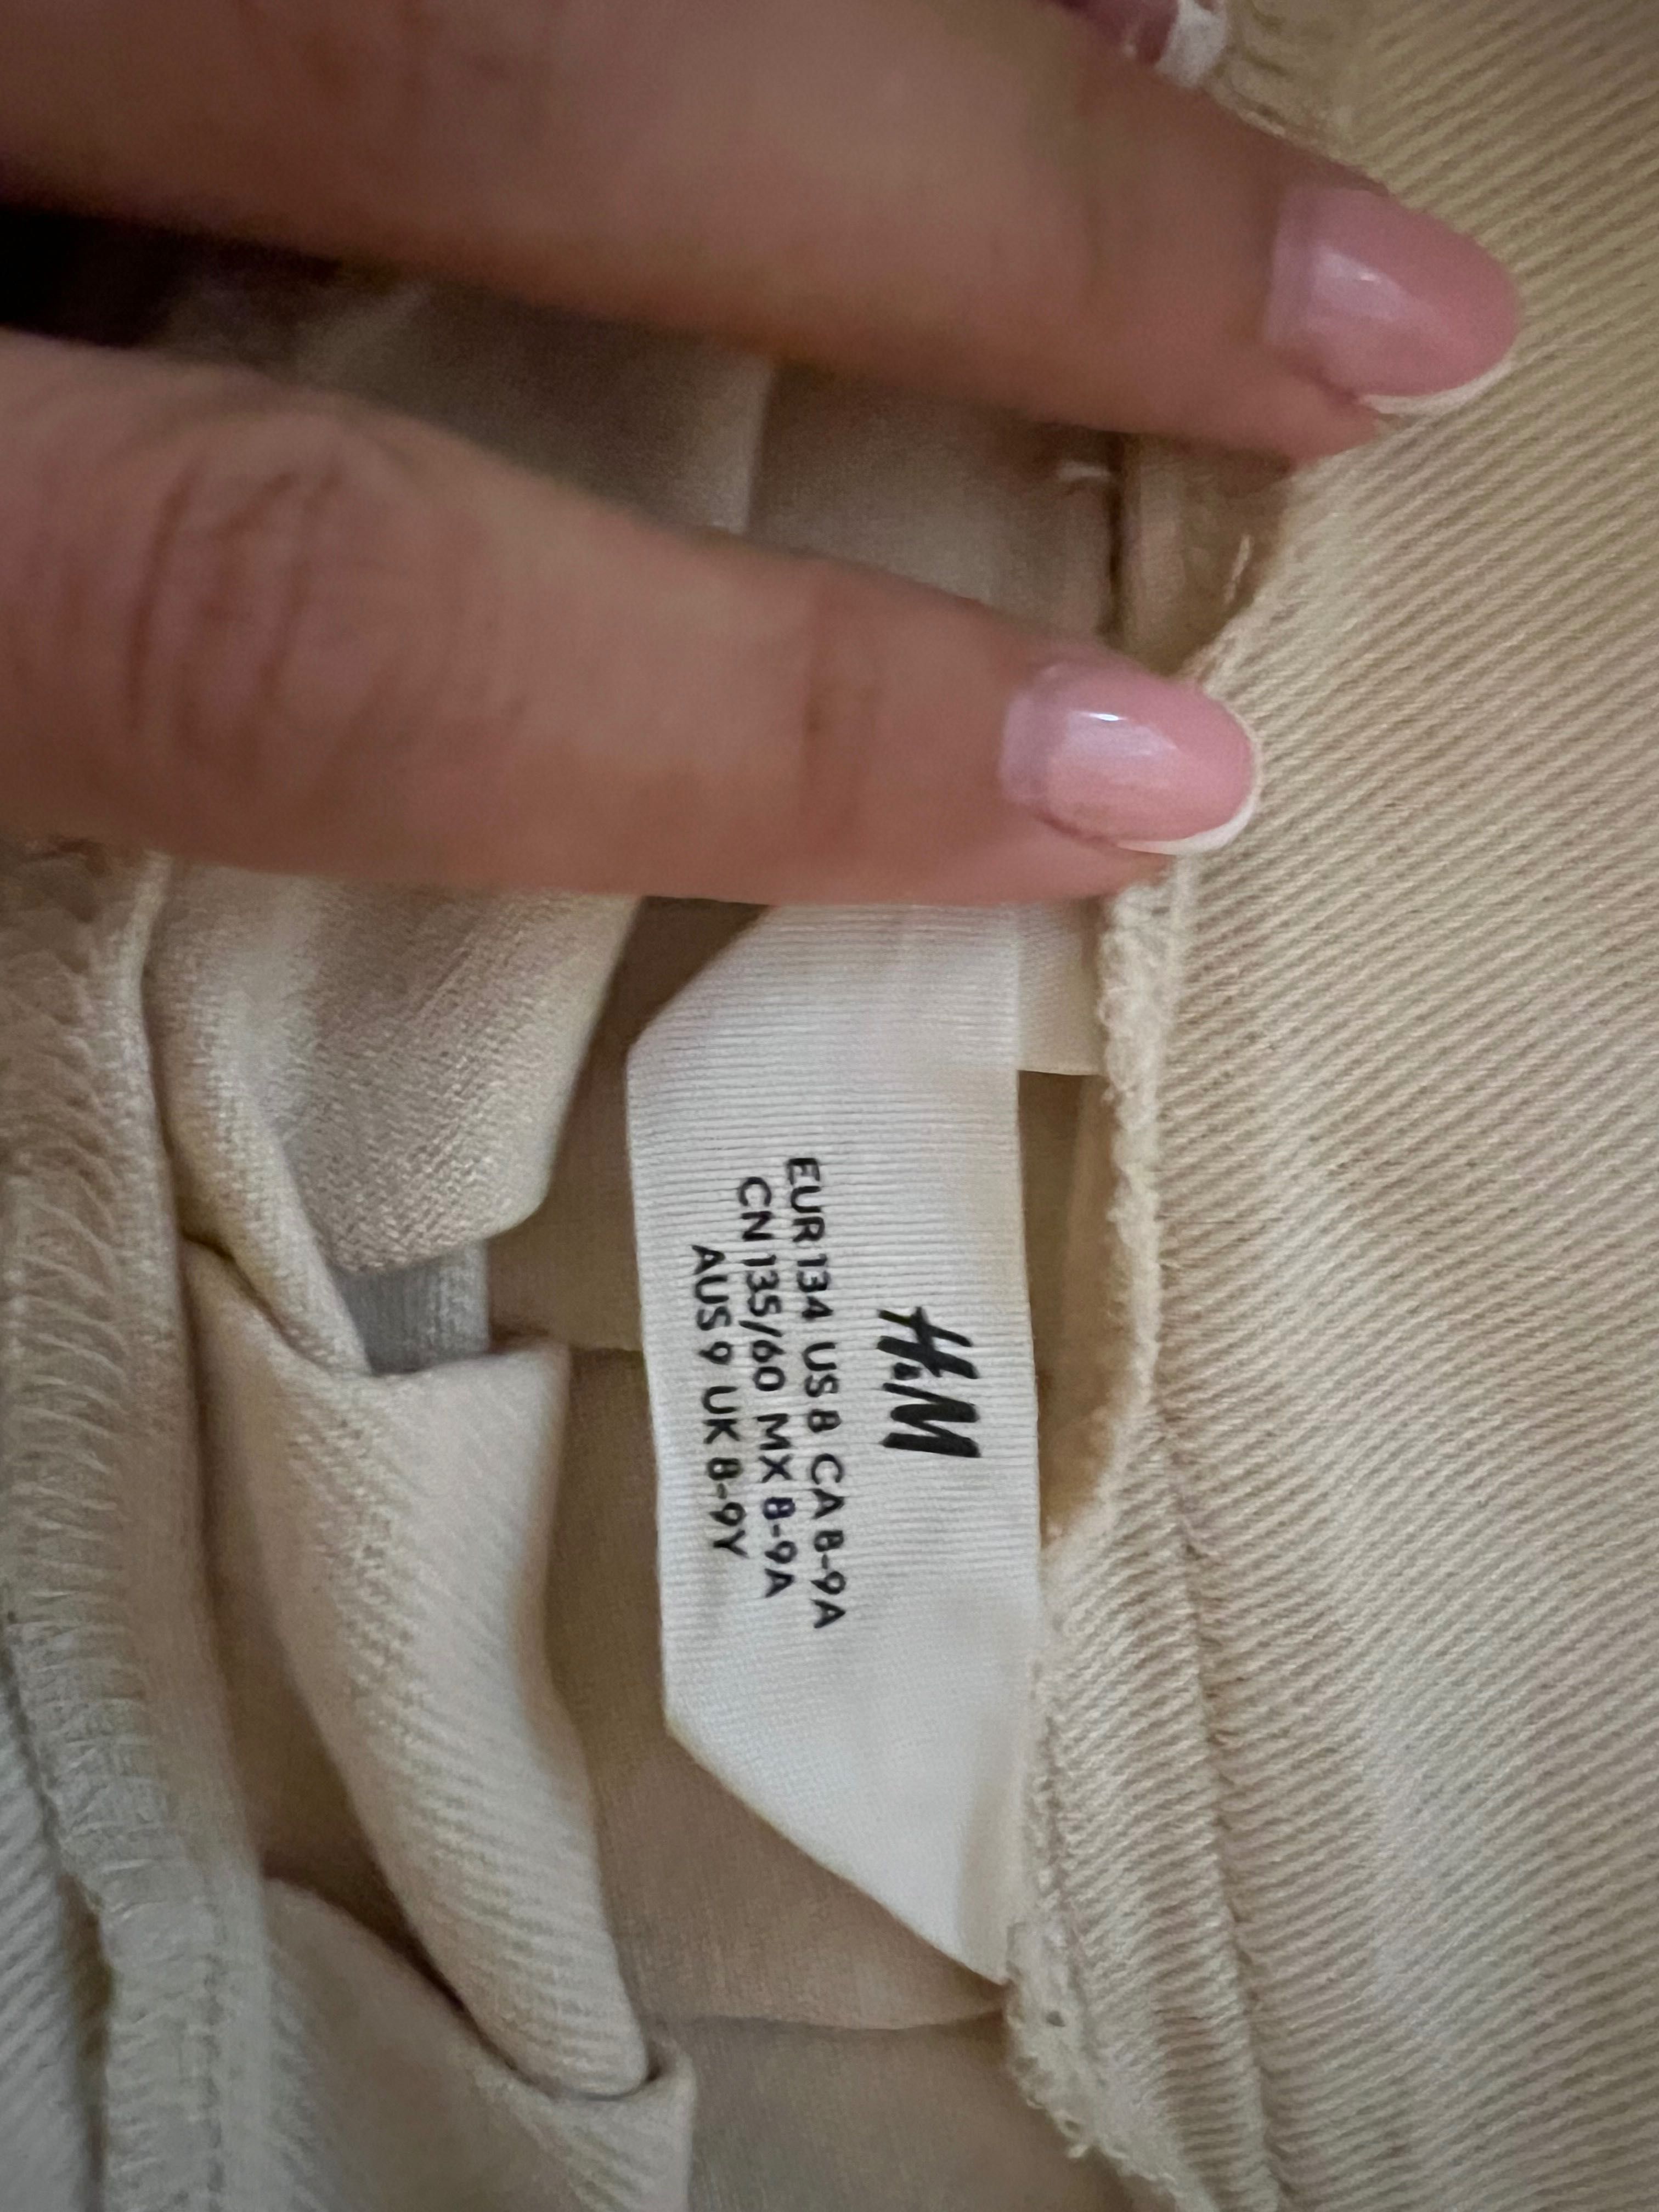 H&M
EUR 134 US 8 CA 8-9A
CN 135/60 MX 8-9A
AUS 9 UK 8-9Y